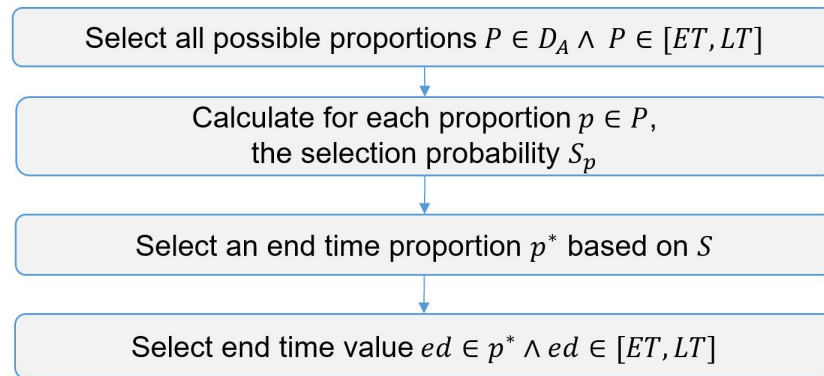 Select all possible proportions P ∈ D_A ∧ P ∈ [ET, LT]
Calculate for each proportion p ∈ P,
the selection probability S_p
Select an end time proportion p* based on S
Select end time value ed ∈ p* ∧ ed ∈ [ET, LT]